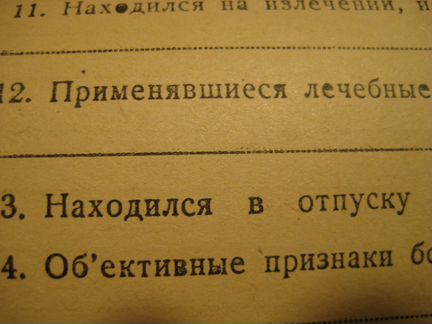 11. Находился на излечении,
12. Применявшиеся лечебные
3. Находился в отпуску
4. Об'ективные признаки